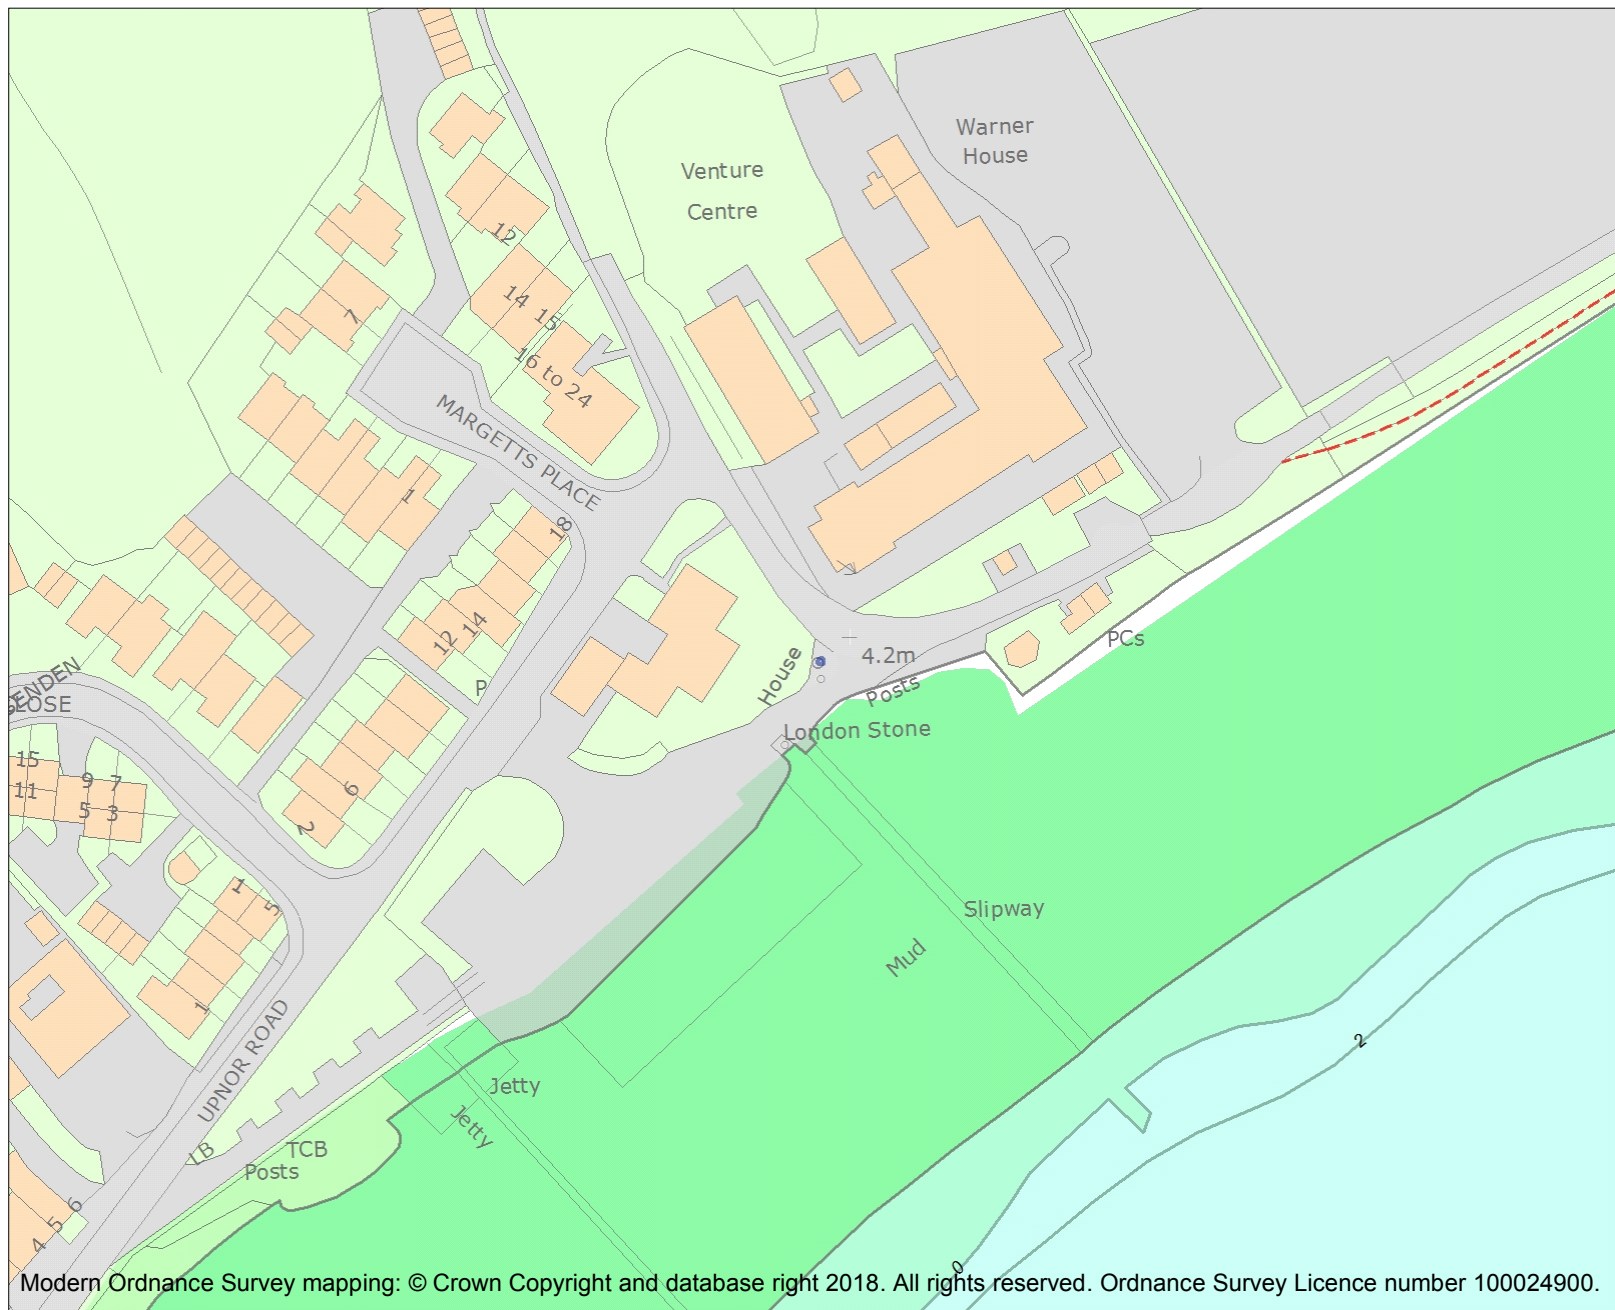 Warner
House
Venture
Centre
12
14
15
16 to 24
7
MARGETTS PLACE
1
18
12
14
P
House
4.2m
Posts
PCs
London Stone
LOSE
15
11
9
7
5
3
6
2
1
5
1
Slipway
Mud
UPNOR ROAD
Jetty
Jetty
LB
TCB
Posts
6
5
4
2
0
Modern Ordnance Survey mapping: © Crown Copyright and database right 2018. All rights reserved. Ordnance Survey Licence number 100024900.